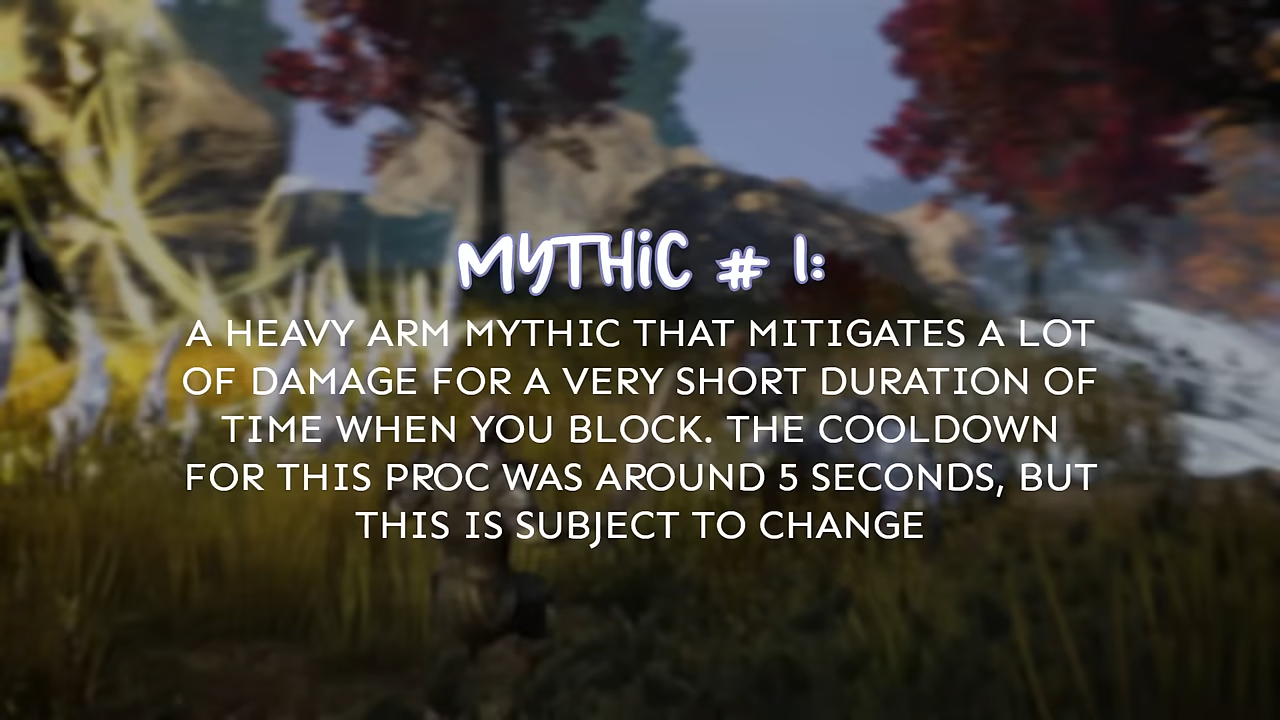 MYTHIC # 1:
A HEAVY ARM MYTHIC THAT MITIGATES A LOT
OF DAMAGE FOR A VERY SHORT DURATION OF
TIME WHEN YOU BLOCK. THE COOLDOWN
FOR THIS PROC WAS AROUND 5 SECONDS, BUT
THIS IS SUBJECT TO CHANGE